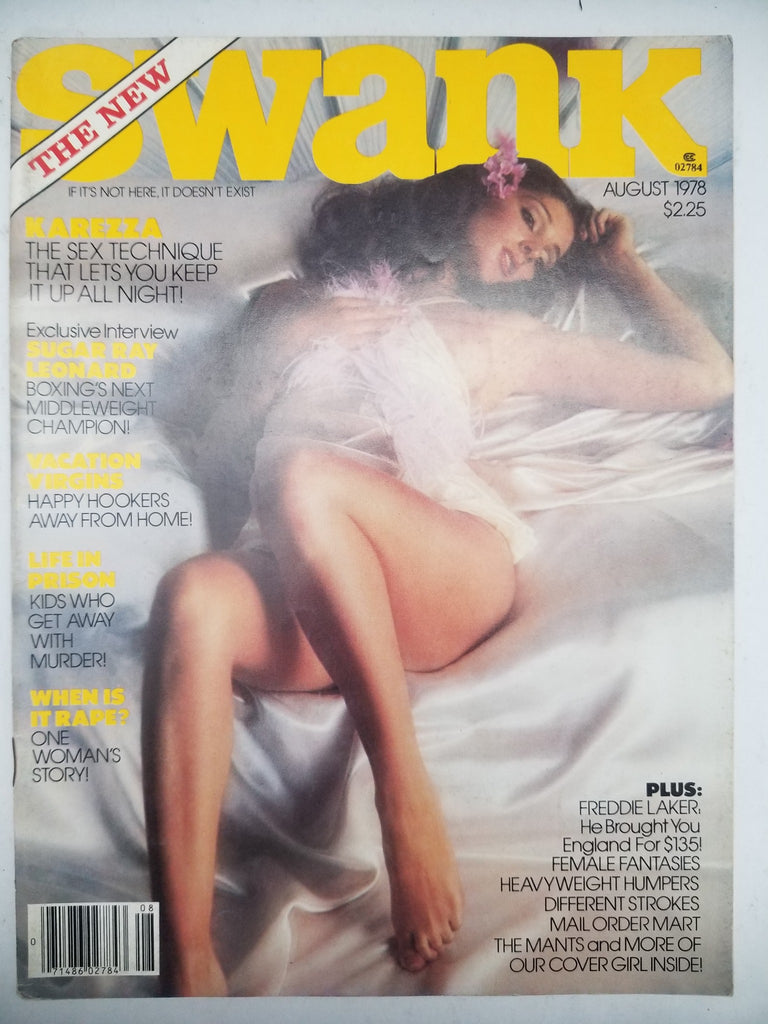 THE NEW
Swank
02784
IF IT'S NOT HERE, IT DOESN'T EXIST
AUGUST 1978
$2.25
KAREZZA
THE SEX TECHNIQUE
THAT LETS YOU KEEP
IT UP ALL NIGHT!
Exclusive Interview
SUGAR RAY
LEONARD
BOXING'S NEXT
MIDDLEWEIGHT
CHAMPION!
VACATION
VIRGINS
HAPPY HOOKERS
AWAY FROM HOME!
LIFE IN
PRISON
KIDS WHO
GET AWAY
WITH
MURDER!
WHEN IS
IT RAPE?
ONE
WOMAN'S
STORY!
PLUS:
FREDDIE LAKER,
He Brought You
England For $135!
FEMALE FANTASIES
HEAVYWEIGHT HUMPERS
DIFFERENT STROKES
MAIL ORDER MART
THE MANTS and MORE OF
OUR COVER GIRL INSIDE!
08
0 71486 02784